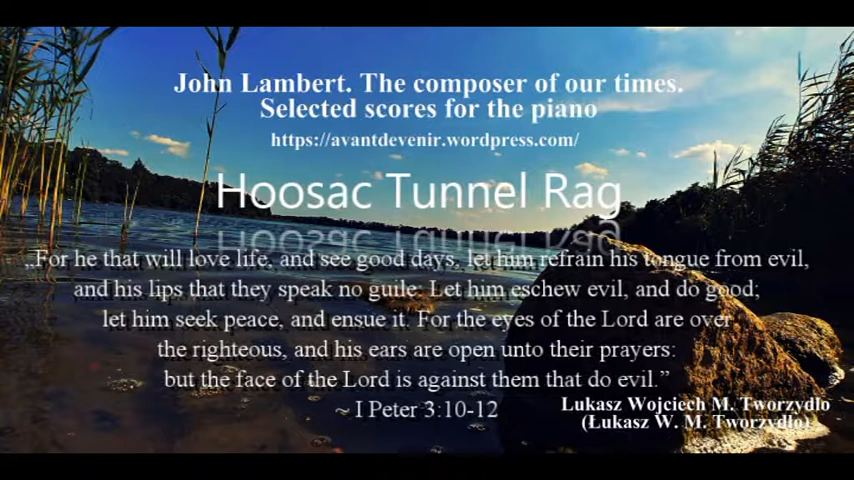 John Lambert. The composer of our times.
Selected scores for the piano
https://avantdevenir.wordpress.com/
Hoosac Tunnel Rag
„For he that will love life, and see good days, let him refrain his tongue from evil,
and his lips that they speak no guile: Let him eschew evil, and do good;
let him seek peace, and ensue it. For the eyes of the Lord are over
the righteous, and his ears are open unto their prayers:
but the face of the Lord is against them that do evil.”
~ I Peter 3:10-12
Lukasz Wojciech M. Tworzydlo
(Łukasz W. M. Tworzydło)